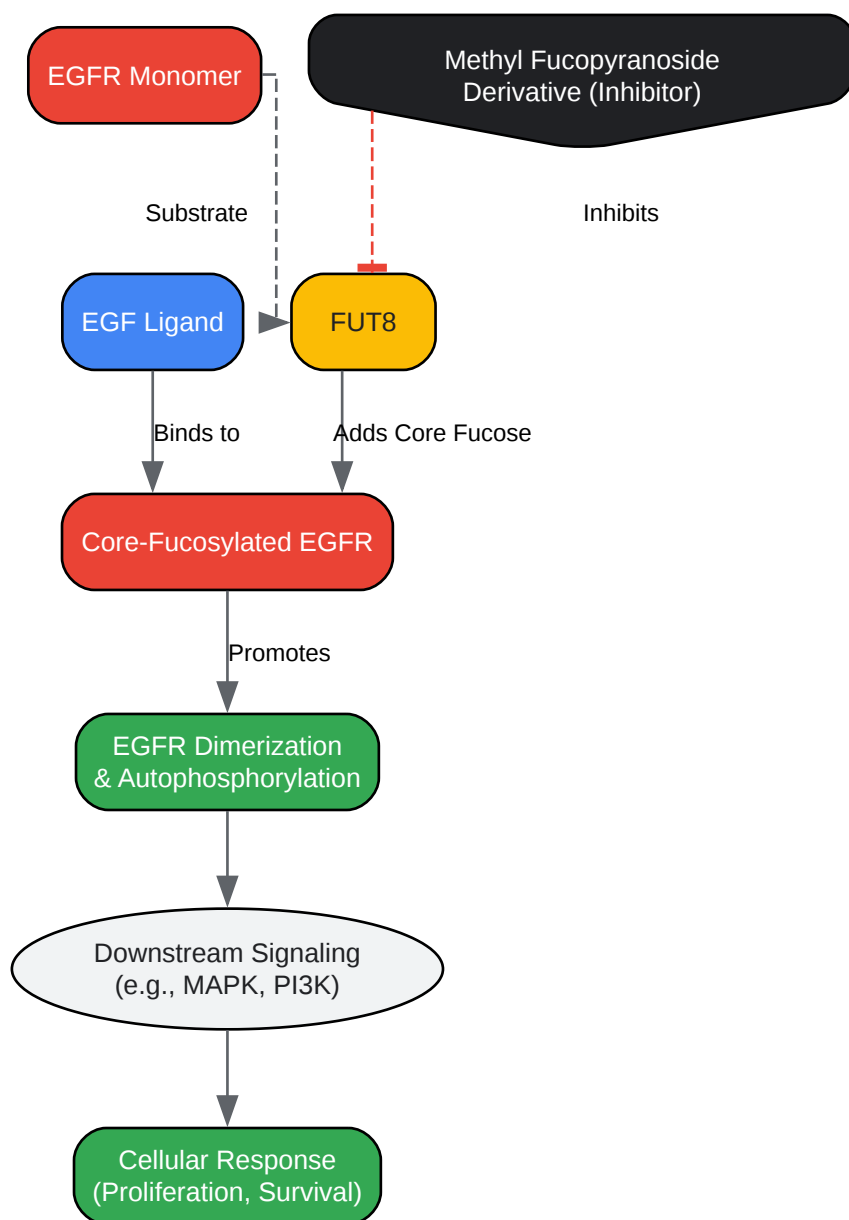 EGFR Monomer
Methyl Fucopyranoside
Derivative (Inhibitor)
Substrate
Inhibits
EGF Ligand
FUT8
Binds to
Adds Core Fucose
Core-Fucosylated EGFR
Promotes
EGFR Dimerization
& Autophosphorylation
Downstream Signaling
(e.g., MAPK, PI3K)
Cellular Response
(Proliferation, Survival)